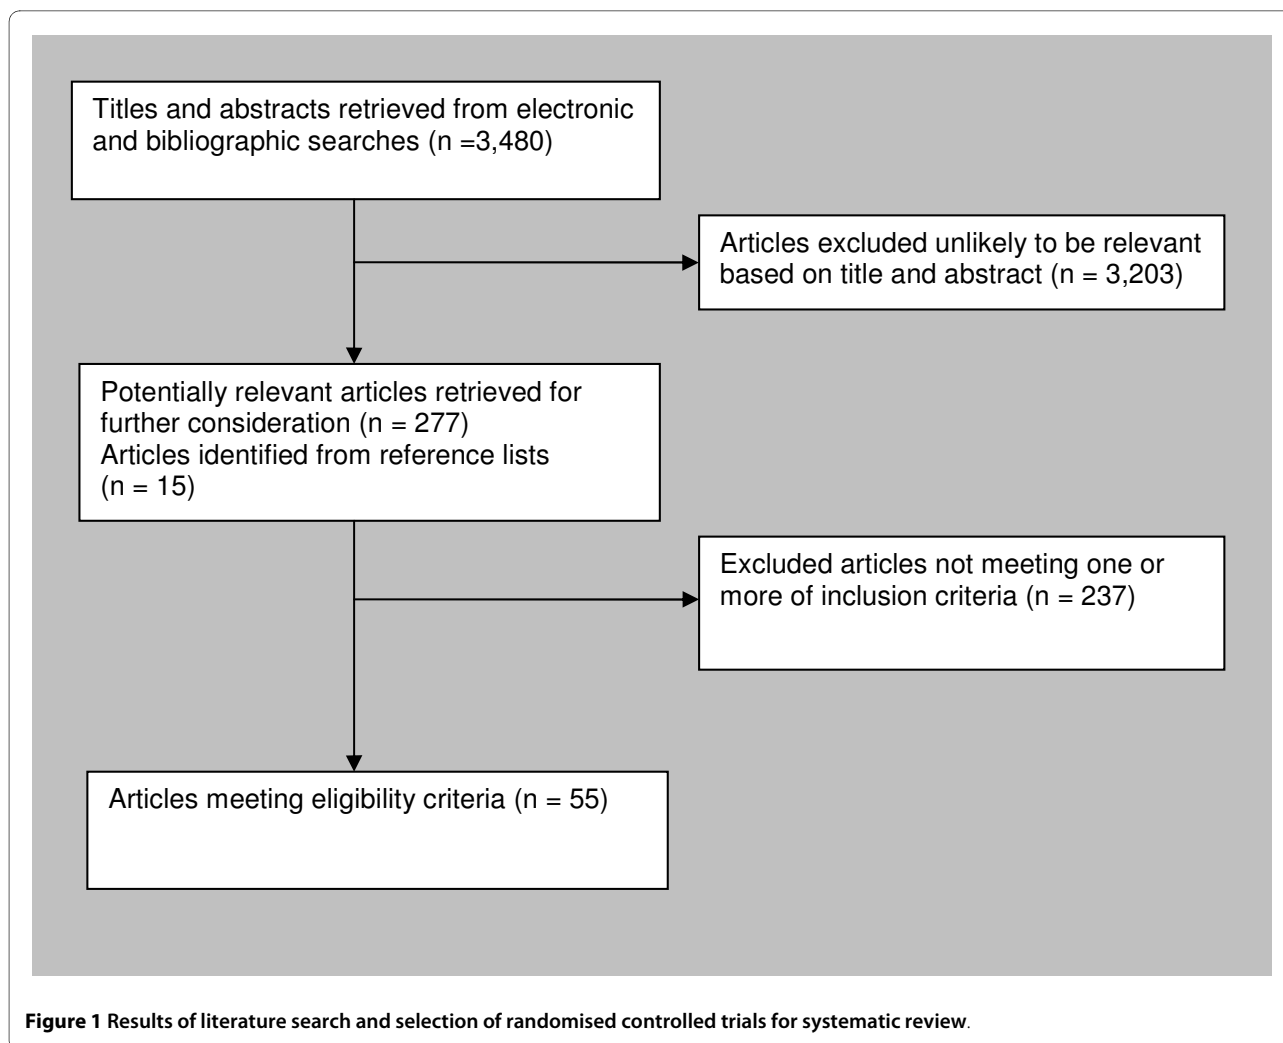 Titles and abstracts retrieved from electronic
and bibliographic searches (n =3,480)
Articles excluded unlikely to be relevant
based on title and abstract (n = 3,203)
Potentially relevant articles retrieved for
further consideration (n = 277)
Articles identified from reference lists
(n = 15)
Excluded articles not meeting one or
more of inclusion criteria (n = 237)
Articles meeting eligibility criteria (n = 55)
Figure 1 Results of literature search and selection of randomised controlled trials for systematic review.